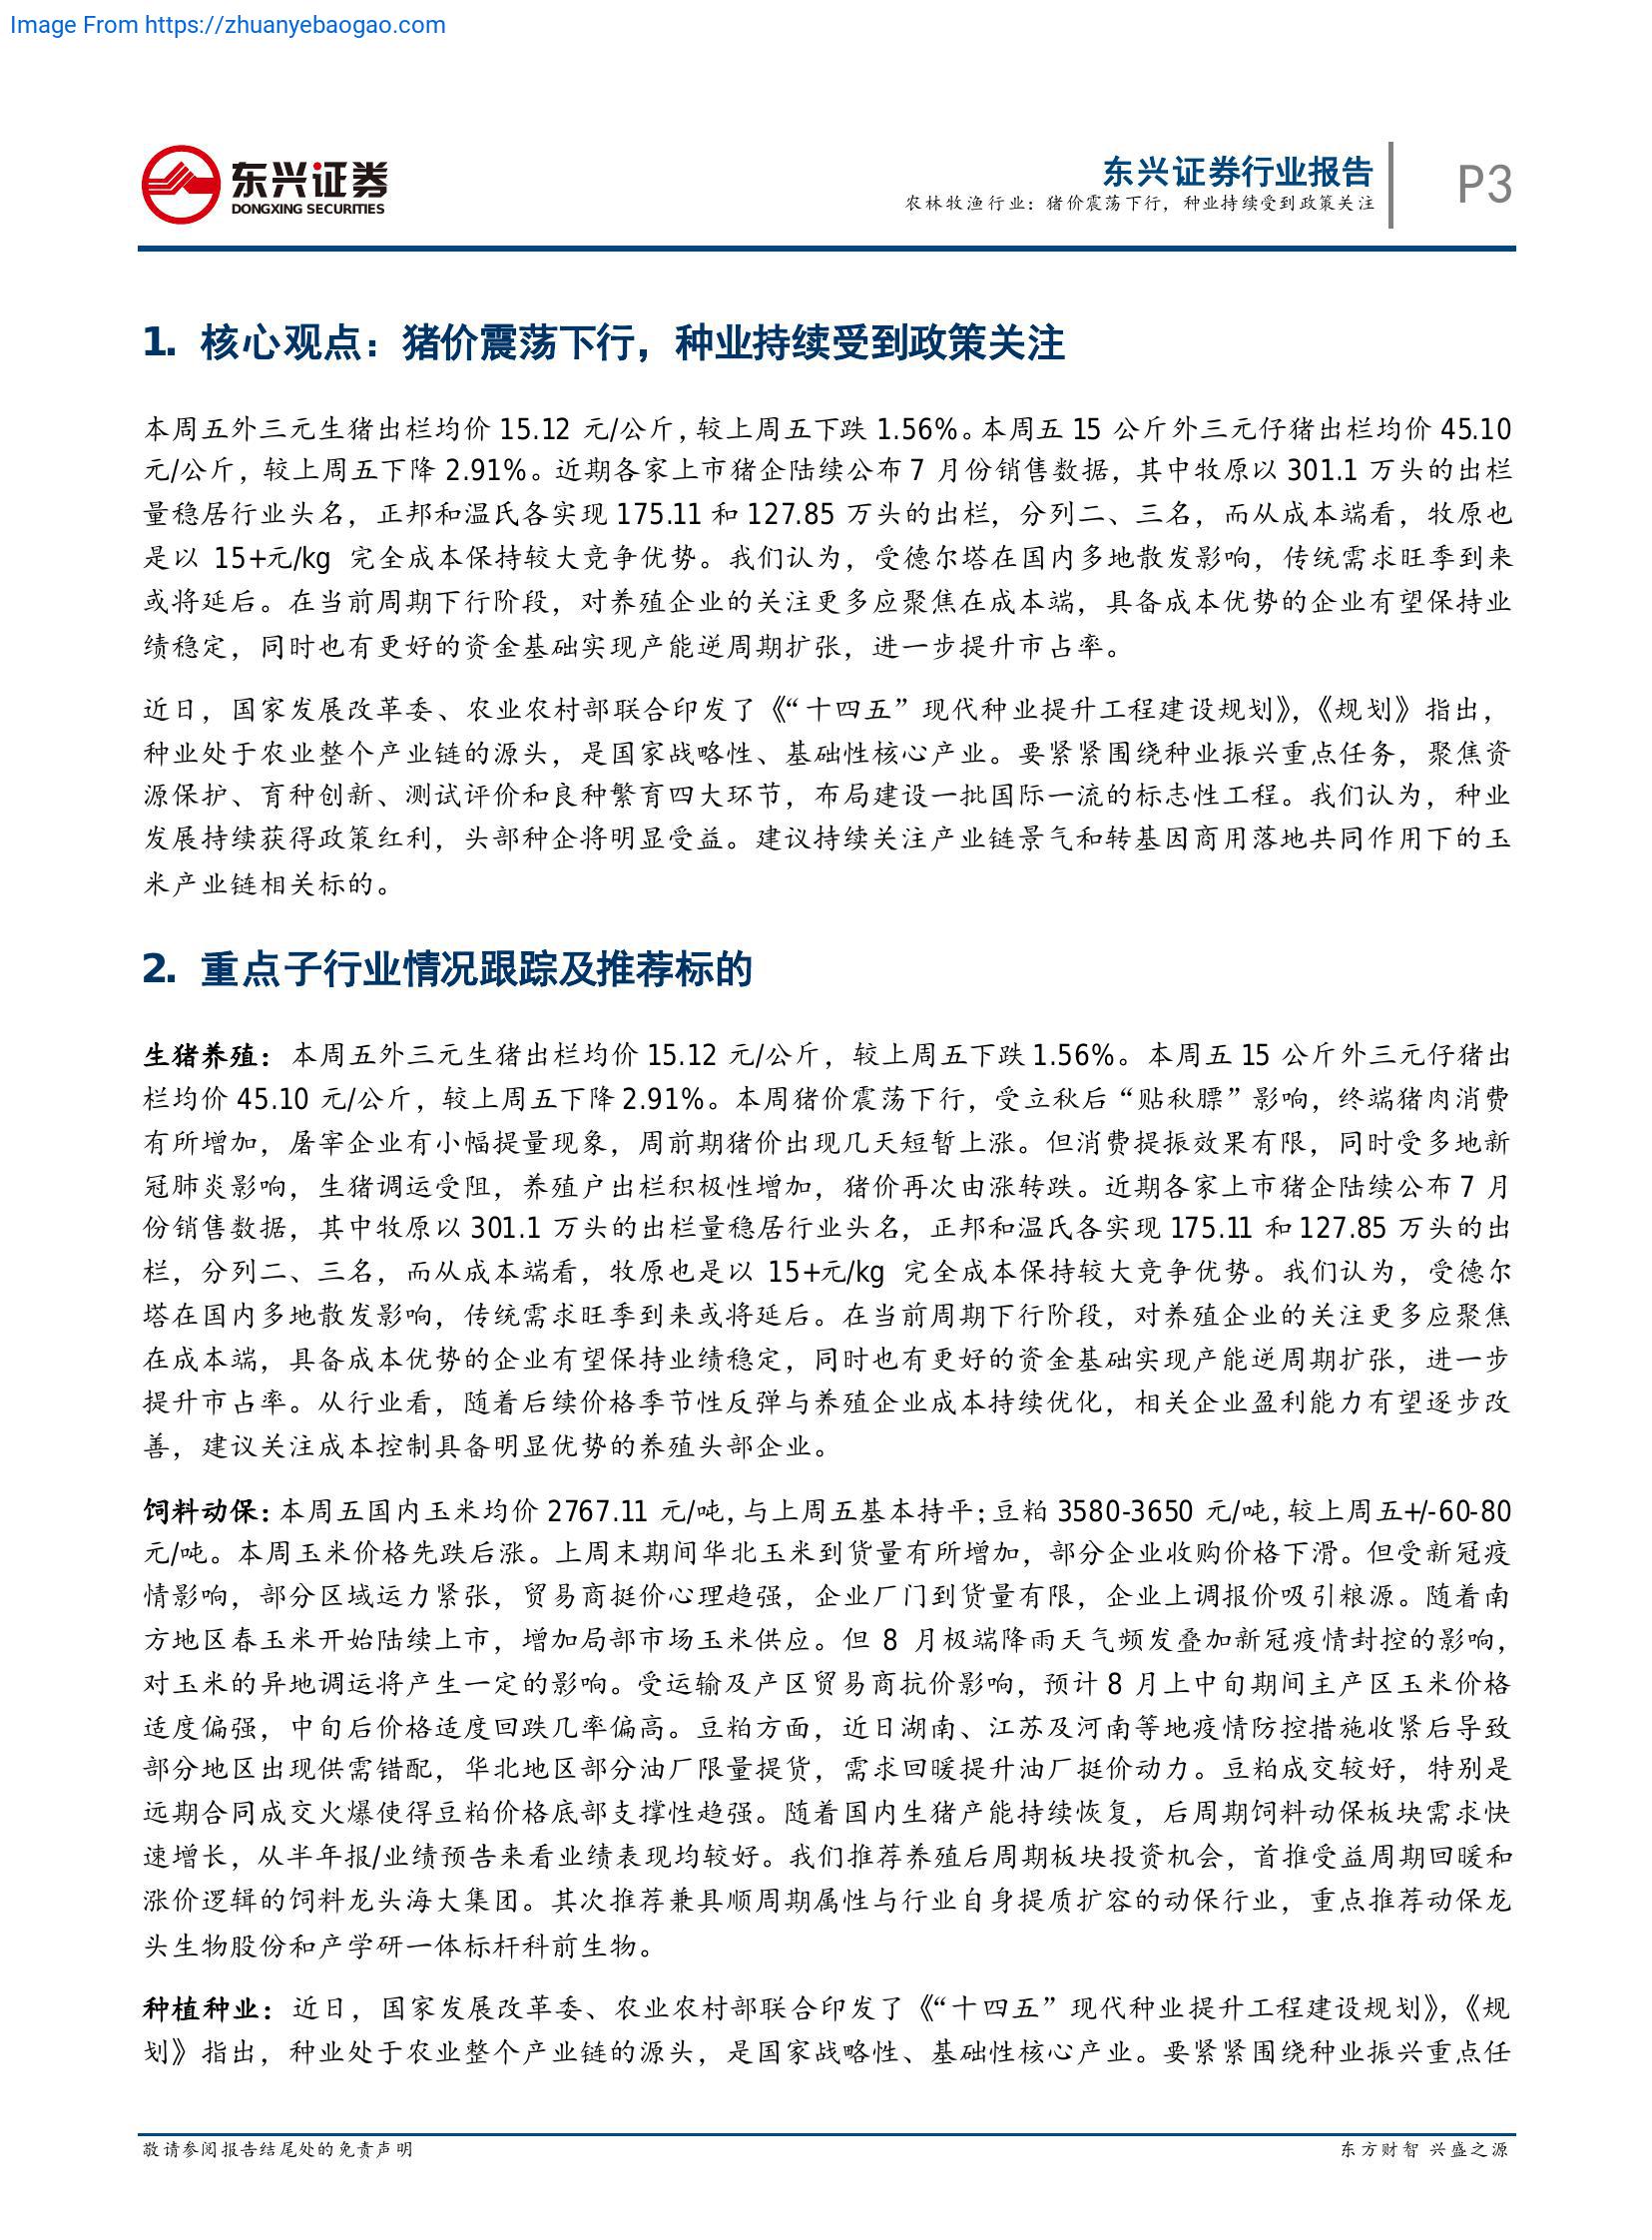 Image From https://zhuanyebaogao.com
东兴证券
DONGXING SECURITIES
东兴证券行业报告
农林牧渔行业：猪价震荡下行，种业持续受到政策关注
P3
1. 核心观点：猪价震荡下行，种业持续受到政策关注
本周五外三元生猪出栏均价 15.12 元/公斤，较上周五下跌 1.56%。本周五 15 公斤外三元仔猪出栏均价 45.10
元/公斤，较上周五下降 2.91%。近期各家上市猪企陆续公布 7 月份销售数据，其中牧原以 301.1 万头的出栏
量稳居行业头名，正邦和温氏各实现 175.11 和 127.85 万头的出栏，分列二、三名，而从成本端看，牧原也
是以 15+元/kg 完全成本保持较大竞争优势。我们认为，受德尔塔在国内多地散发影响，传统需求旺季到来
或将延后。在当前周期下行阶段，对养殖企业的关注更多应聚焦在成本端，具备成本优势的企业有望保持业
绩稳定，同时也有更好的资金基础实现产能逆周期扩张，进一步提升市占率。
近日，国家发展改革委、农业农村部联合印发了《“十四五”现代种业提升工程建设规划》，《规划》指出，
种业处于农业整个产业链的源头，是国家战略性、基础性核心产业。要紧紧围绕种业振兴重点任务，聚焦资
源保护、育种创新、测试评价和良种繁育四大环节，布局建设一批国际一流的标志性工程。我们认为，种业
发展持续获得政策红利，头部种企将明显受益。建议持续关注产业链景气和转基因商用落地共同作用下的玉
米产业链相关标的。
2. 重点子行业情况跟踪及推荐标的
生猪养殖：本周五外三元生猪出栏均价 15.12 元/公斤，较上周五下跌 1.56%。本周五 15 公斤外三元仔猪出
栏均价 45.10 元/公斤，较上周五下降 2.91%。本周猪价震荡下行，受立秋后“贴秋膘”影响，终端猪肉消费
有所增加，屠宰企业有小幅提量现象，周前期猪价出现几天短暂上涨。但消费提振效果有限，同时受多地新
冠肺炎影响，生猪调运受阻，养殖户出栏积极性增加，猪价再次由涨转跌。近期各家上市猪企陆续公布 7 月
份销售数据，其中牧原以 301.1 万头的出栏量稳居行业头名，正邦和温氏各实现 175.11 和 127.85 万头的出
栏，分列二、三名，而从成本端看，牧原也是以 15+元/kg 完全成本保持较大竞争优势。我们认为，受德尔
塔在国内多地散发影响，传统需求旺季到来或将延后。在当前周期下行阶段，对养殖企业的关注更多应聚焦
在成本端，具备成本优势的企业有望保持业绩稳定，同时也有更好的资金基础实现产能逆周期扩张，进一步
提升市占率。从行业看，随着后续价格季节性反弹与养殖企业成本持续优化，相关企业盈利能力有望逐步改
善，建议关注成本控制具备明显优势的养殖头部企业。
饲料动保：本周五国内玉米均价 2767.11 元/吨，与上周五基本持平；豆粕 3580-3650 元/吨，较上周五+/-60-80
元/吨。本周玉米价格先跌后涨。上周末期间华北玉米到货量有所增加，部分企业收购价格下滑。但受新冠疫
情影响，部分区域运力紧张，贸易商挺价心理趋强，企业厂门到货量有限，企业上调报价吸引粮源。随着南
方地区春玉米开始陆续上市，增加局部市场玉米供应。但 8 月极端降雨天气频发叠加新冠疫情封控的影响，
对玉米的异地调运将产生一定的影响。受运输及产区贸易商抗价影响，预计 8 月上中旬期间主产区玉米价格
适度偏强，中旬后价格适度回跌几率偏高。豆粕方面，近日湖南、江苏及河南等地疫情防控措施收紧后导致
部分地区出现供需错配，华北地区部分油厂限量提货，需求回暖提升油厂挺价动力。豆粕成交较好，特别是
远期合同成交火爆使得豆粕价格底部支撑性趋强。随着国内生猪产能持续恢复，后周期饲料动保板块需求快
速增长，从半年报/业绩预告来看业绩表现均较好。我们推荐养殖后周期板块投资机会，首推受益周期回暖和
涨价逻辑的饲料龙头海大集团。其次推荐兼具顺周期属性与行业自身提质扩容的动保行业，重点推荐动保龙
头生物股份和产学研一体标杆科前生物。
种植种业：近日，国家发展改革委、农业农村部联合印发了《“十四五”现代种业提升工程建设规划》，《规
划》指出，种业处于农业整个产业链的源头，是国家战略性、基础性核心产业。要紧紧围绕种业振兴重点任
敬请参阅报告结尾处的免责声明
东方财智 兴盛之源